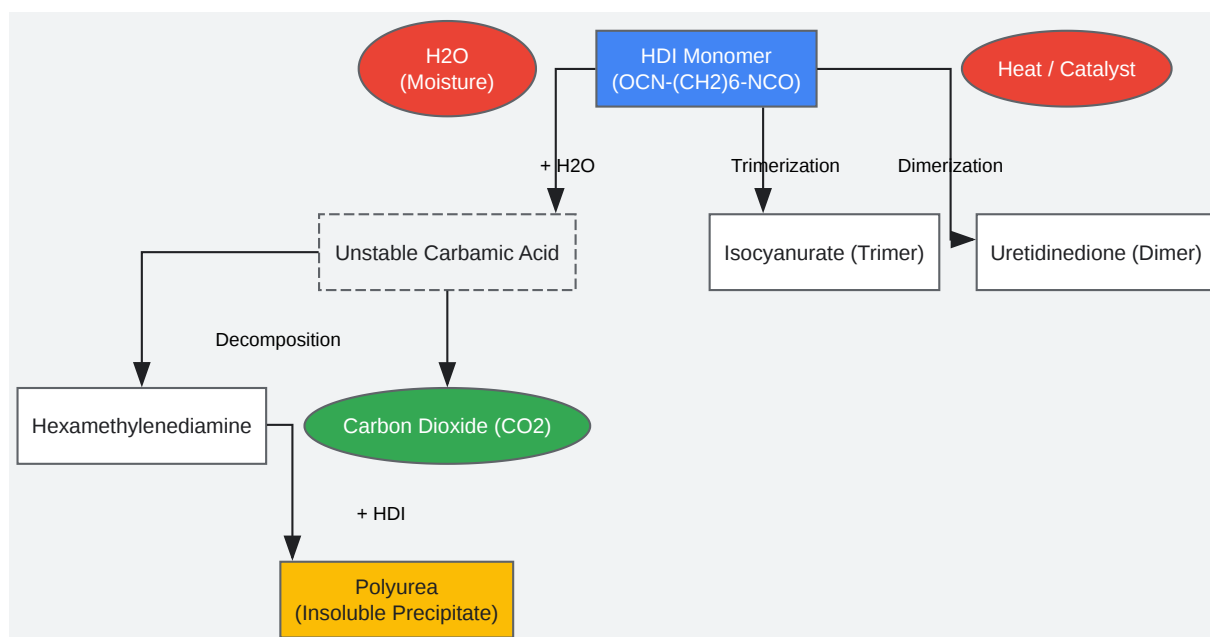 H2O
(Moisture)
HDI Monomer
(OCN-(CH2)6-NCO)
Heat / Catalyst
+ H2O
Trimerization
Dimerization
Unstable Carbamic Acid
Isocyanurate (Trimer)
Uretidinedione (Dimer)
Decomposition
Hexamethylenediamine
Carbon Dioxide (CO2)
+ HDI
Polyurea
(Insoluble Precipitate)